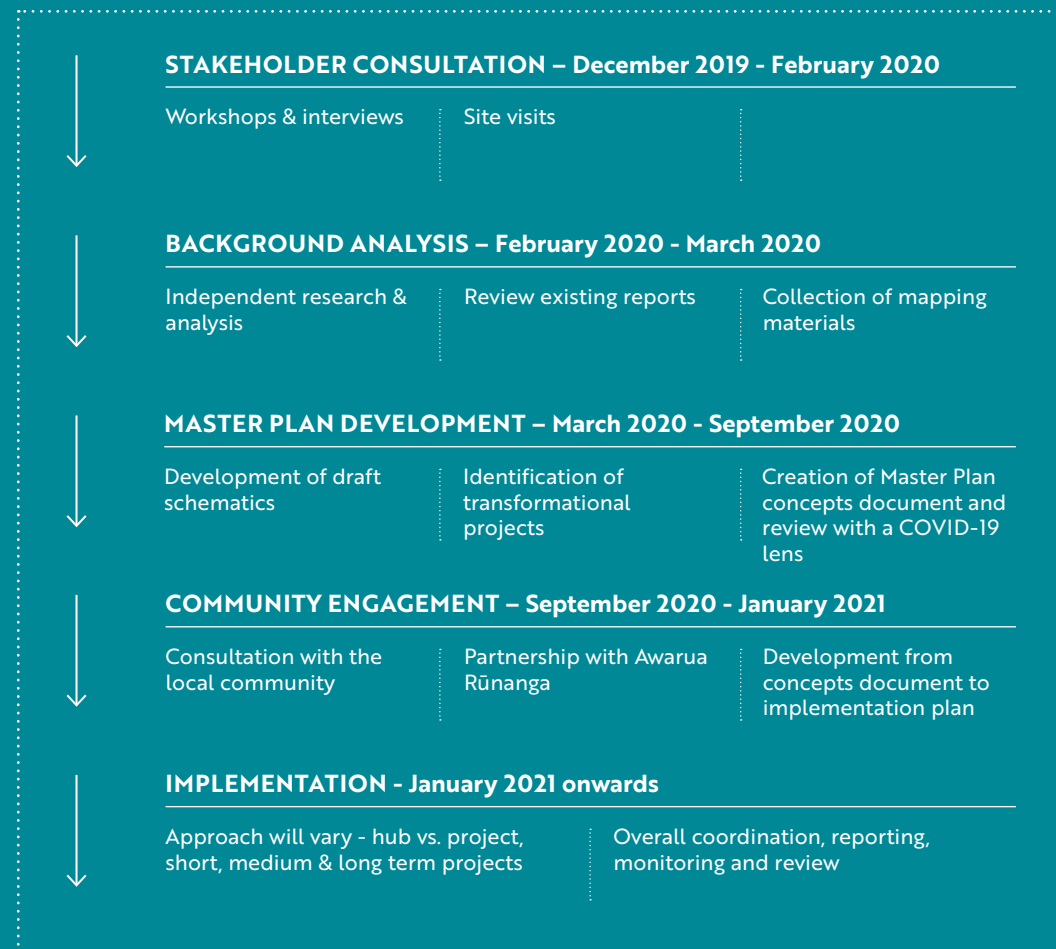 STAKEHOLDER CONSULTATION – December 2019 - February 2020
Workshops & interviews
Site visits
BACKGROUND ANALYSIS – February 2020 - March 2020
Independent research &
analysis
Review existing reports
Collection of mapping
materials
MASTER PLAN DEVELOPMENT – March 2020 - September 2020
Development of draft
schematics
Identification of
transformational
projects
Creation of Master Plan
concepts document and
review with a COVID-19
lens
COMMUNITY ENGAGEMENT – September 2020 - January 2021
Consultation with the
local community
Partnership with Awarua
Rūnanga
Development from
concepts document to
implementation plan
IMPLEMENTATION - January 2021 onwards
Approach will vary - hub vs. project,
short, medium & long term projects
Overall coordination, reporting,
monitoring and review